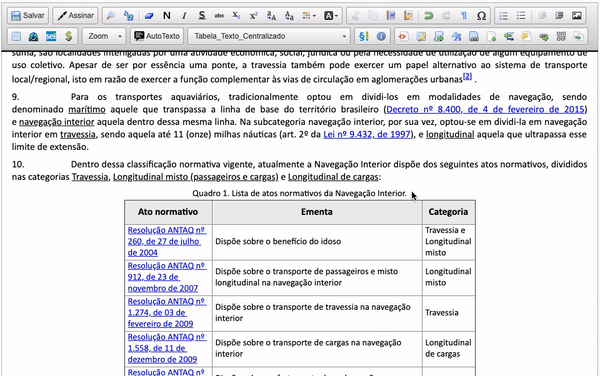 Salvar Assinar N I S abc X₂ X²
Zoom AutoTexto Tabela_Texto_Centralizado
suma, são localidades interligadas por uma atividade econômica, social, jurídica ou pela necessidade de utilização de algum equipamento de
uso coletivo. Apesar de ser por essência uma ponte, a travessia também pode exercer um papel alternativo ao sistema de transporte
local/regional, isto em razão de exercer a função complementar às vias de circulação em aglomerações urbanas[2] .
9. Para os transportes aquaviários, tradicionalmente optou em dividi-los em modalidades de navegação, sendo
denominado marítimo aquele que transpassa a linha de base do território brasileiro (Decreto nº 8.400, de 4 de fevereiro de 2015)
e navegação interior aquela dentro dessa mesma linha. Na subcategoria navegação interior, por sua vez, optou-se em dividi-la em navegação
interior em travessia, sendo aquela até 11 (onze) milhas náuticas (art. 2º da Lei nº 9.432, de 1997), e longitudinal aquela que ultrapassa esse
limite de extensão.
10. Dentro dessa classificação normativa vigente, atualmente a Navegação Interior dispõe dos seguintes atos normativos, divididos
nas categorias Travessia, Longitudinal misto (passageiros e cargas) e Longitudinal de cargas:
Quadro 1. Lista de atos normativos da Navegação Interior.
Ato normativo Ementa Categoria
Resolução ANTAQ nº
260, de 27 de julho
de 2004
Dispõe sobre o benefício do idoso
Travessia e
Longitudinal
misto
Resolução ANTAQ nº
912, de 23 de
novembro de 2007
Dispõe sobre o transporte de passageiros e misto
longitudinal na navegação interior
Longitudinal
misto
Resolução ANTAQ nº
1.274, de 03 de
fevereiro de 2009
Dispõe sobre o transporte de travessia na navegação
interior
Travessia
Resolução ANTAQ nº
1.558, de 11 de
dezembro de 2009
Dispõe sobre o transporte de cargas na navegação
interior
Longitudinal
de cargas
Resolução ANTAQ nº